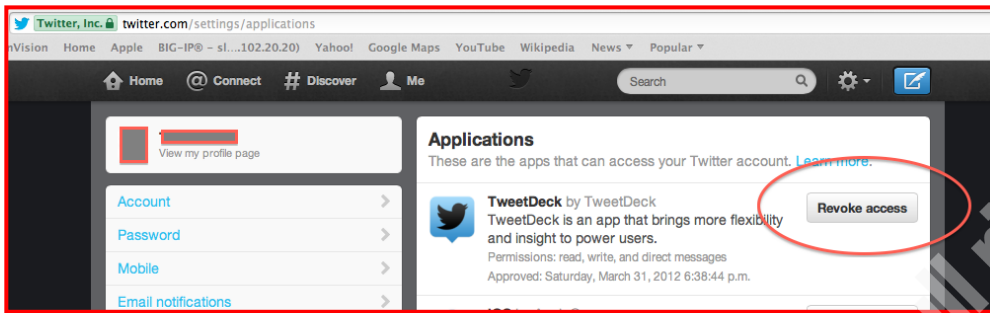 Twitter, Inc. twitter.com/settings/applications
nVision Home Apple BIG-IP® - sl....102.20.20) Yahoo! Google Maps YouTube Wikipedia News Popular
Home @ Connect # Discover Me Search
View my profile page
Account
Password
Mobile
Email notifications
Applications
These are the apps that can access your Twitter account. Learn more.
TweetDeck by TweetDeck
TweetDeck is an app that brings more flexibility
and insight to power users.
Permissions: read, write, and direct messages
Approved: Saturday, March 31, 2012 6:38:44 p.m.
Revoke access